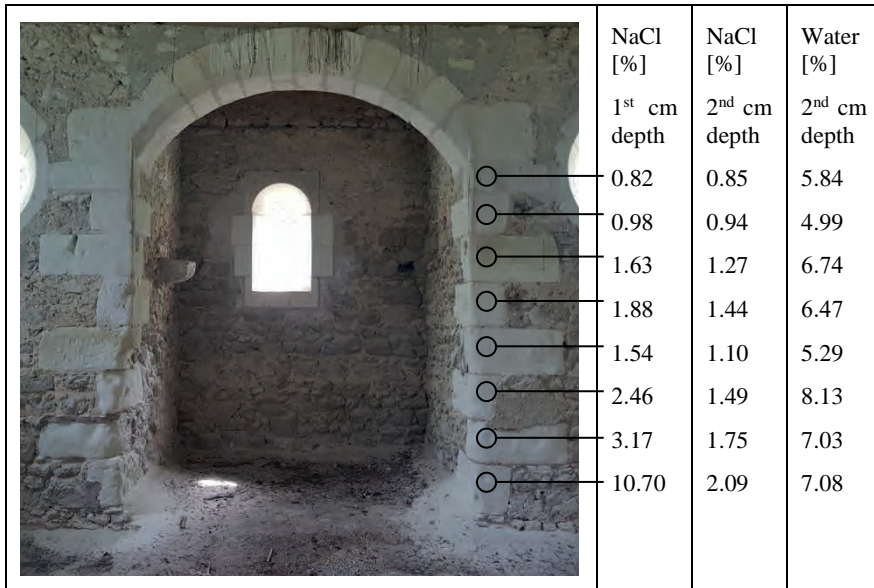 NaCl NaCl Water
[%] [%] [%]
1st cm 2nd cm 2nd cm
depth depth depth
0.82 0.85 5.84
0.98 0.94 4.99
1.63 1.27 6.74
1.88 1.44 6.47
1.54 1.10 5.29
2.46 1.49 8.13
3.17 1.75 7.03
10.70 2.09 7.08